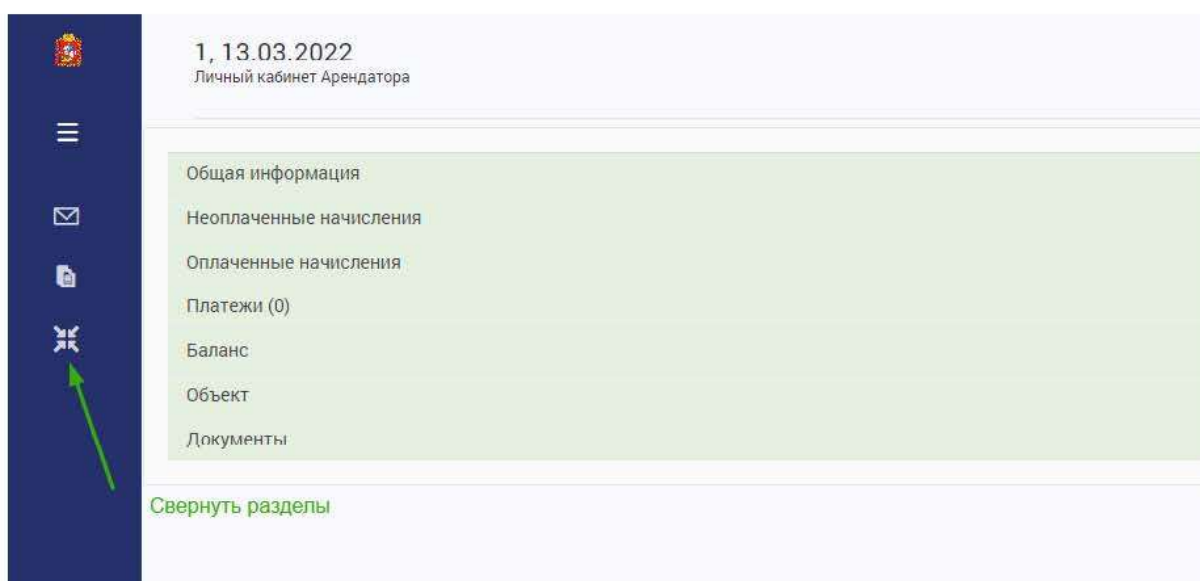 1, 13.03.2022
Личный кабинет Арендатора
Общая информация
Неоплаченные начисления
Оплаченные начисления
Платежи (0)
Баланс
Объект
Документы
Свернуть разделы